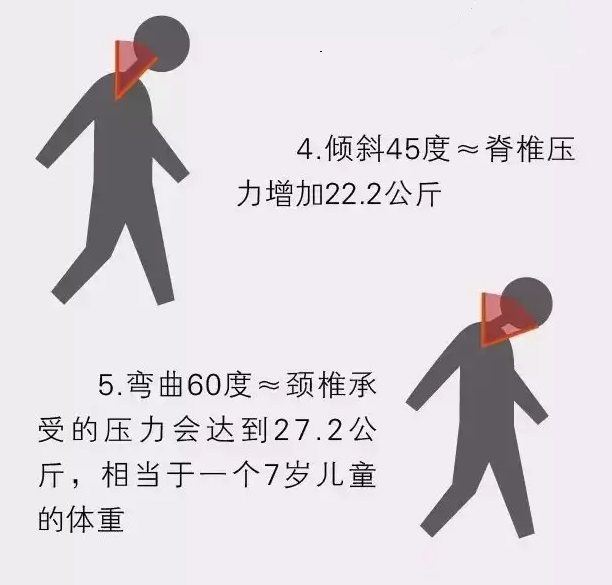 4.倾斜45度≈脊椎压
力增加22.2公斤
5.弯曲60度≈颈椎承
受的压力会达到27.2公
斤，相当于一个7岁儿童
的体重